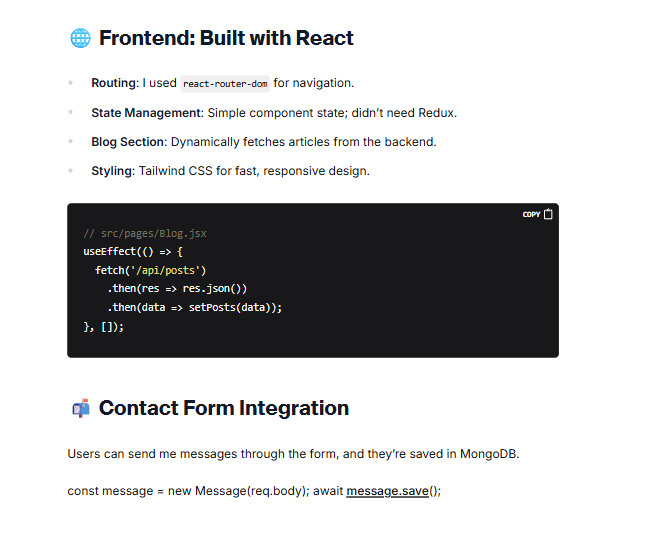 🌐 Frontend: Built with React
Routing: I used react-router-dom for navigation.
State Management: Simple component state; didn’t need Redux.
Blog Section: Dynamically fetches articles from the backend.
Styling: Tailwind CSS for fast, responsive design.
COPY
// src/pages/Blog.jsx
useEffect(() => {
  fetch('/api/posts')
    .then(res => res.json())
    .then(data => setPosts(data));
}, []);
📬 Contact Form Integration
Users can send me messages through the form, and they’re saved in MongoDB.
const message = new Message(req.body); await message.save();